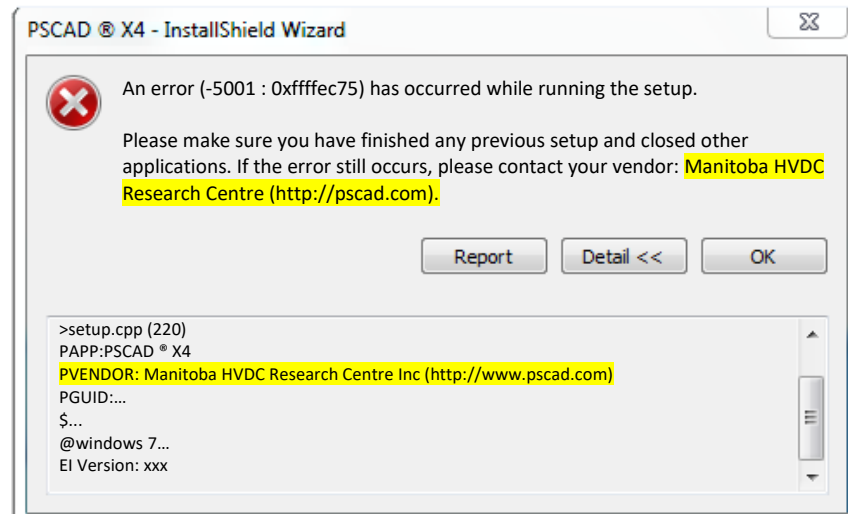 PSCAD ® X4 - InstallShield Wizard
An error (-5001 : 0xffffec75) has occurred while running the setup.
Please make sure you have finished any previous setup and closed other
applications. If the error still occurs, please contact your vendor: Manitoba HVDC
Research Centre (http://pscad.com).
Report
Detail <<
OK
>setup.cpp (220)
PAPP:PSCAD ® X4
PVENDOR: Manitoba HVDC Research Centre Inc (http://www.pscad.com)
PGUID:…
$...
@windows 7…
EI Version: xxx